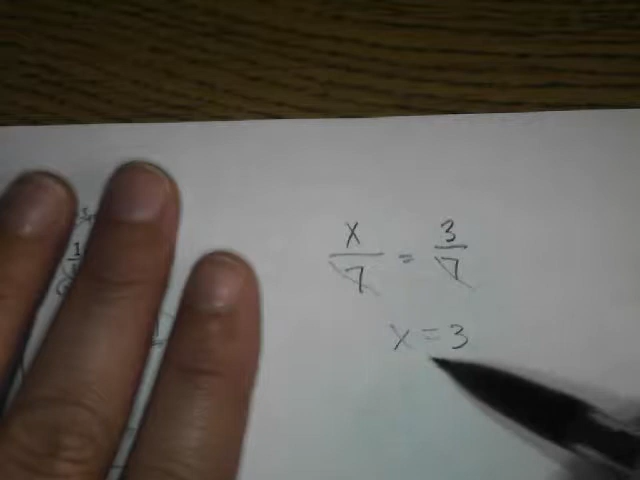 x/7 = 3/7
x = 3